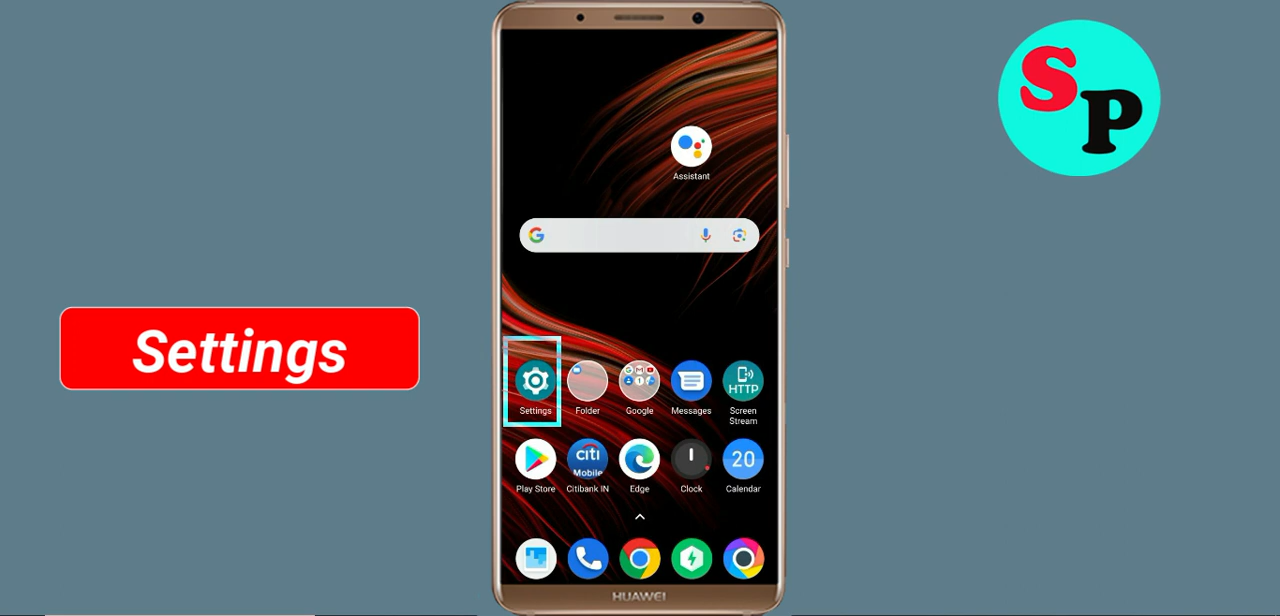 SP
Assistant
Settings
Settings
Folder
Google
Messages
HTTP
Screen
Stream
citi
Mobile
20
Play Store
Citibank IN
Edge
Clock
Calendar
HUAWEI